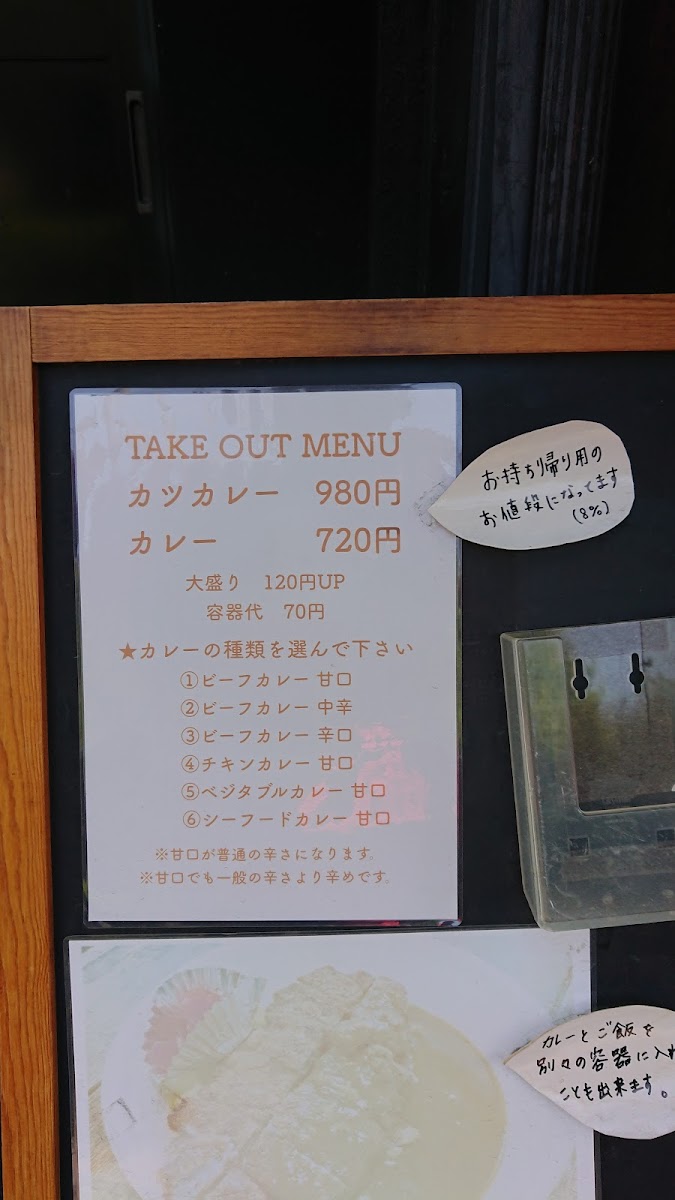 TAKE OUT MENU
カツカレー 980円
カレー 720円
大盛り 120円UP
容器代 70円
★カレーの種類を選んで下さい
①ビーフカレー 甘口
②ビーフカレー 中辛
③ビーフカレー 辛口
④チキンカレー 甘口
⑤ベジタブルカレー 甘口
⑥シーフードカレー 甘口
※甘口が普通の辛さになります。
※甘口でも一般の辛さより辛めです。
お持ち帰り用の
お値段になってます
(8%)
カレーとご飯を
別々の容器に入れ
ことも出来ます。